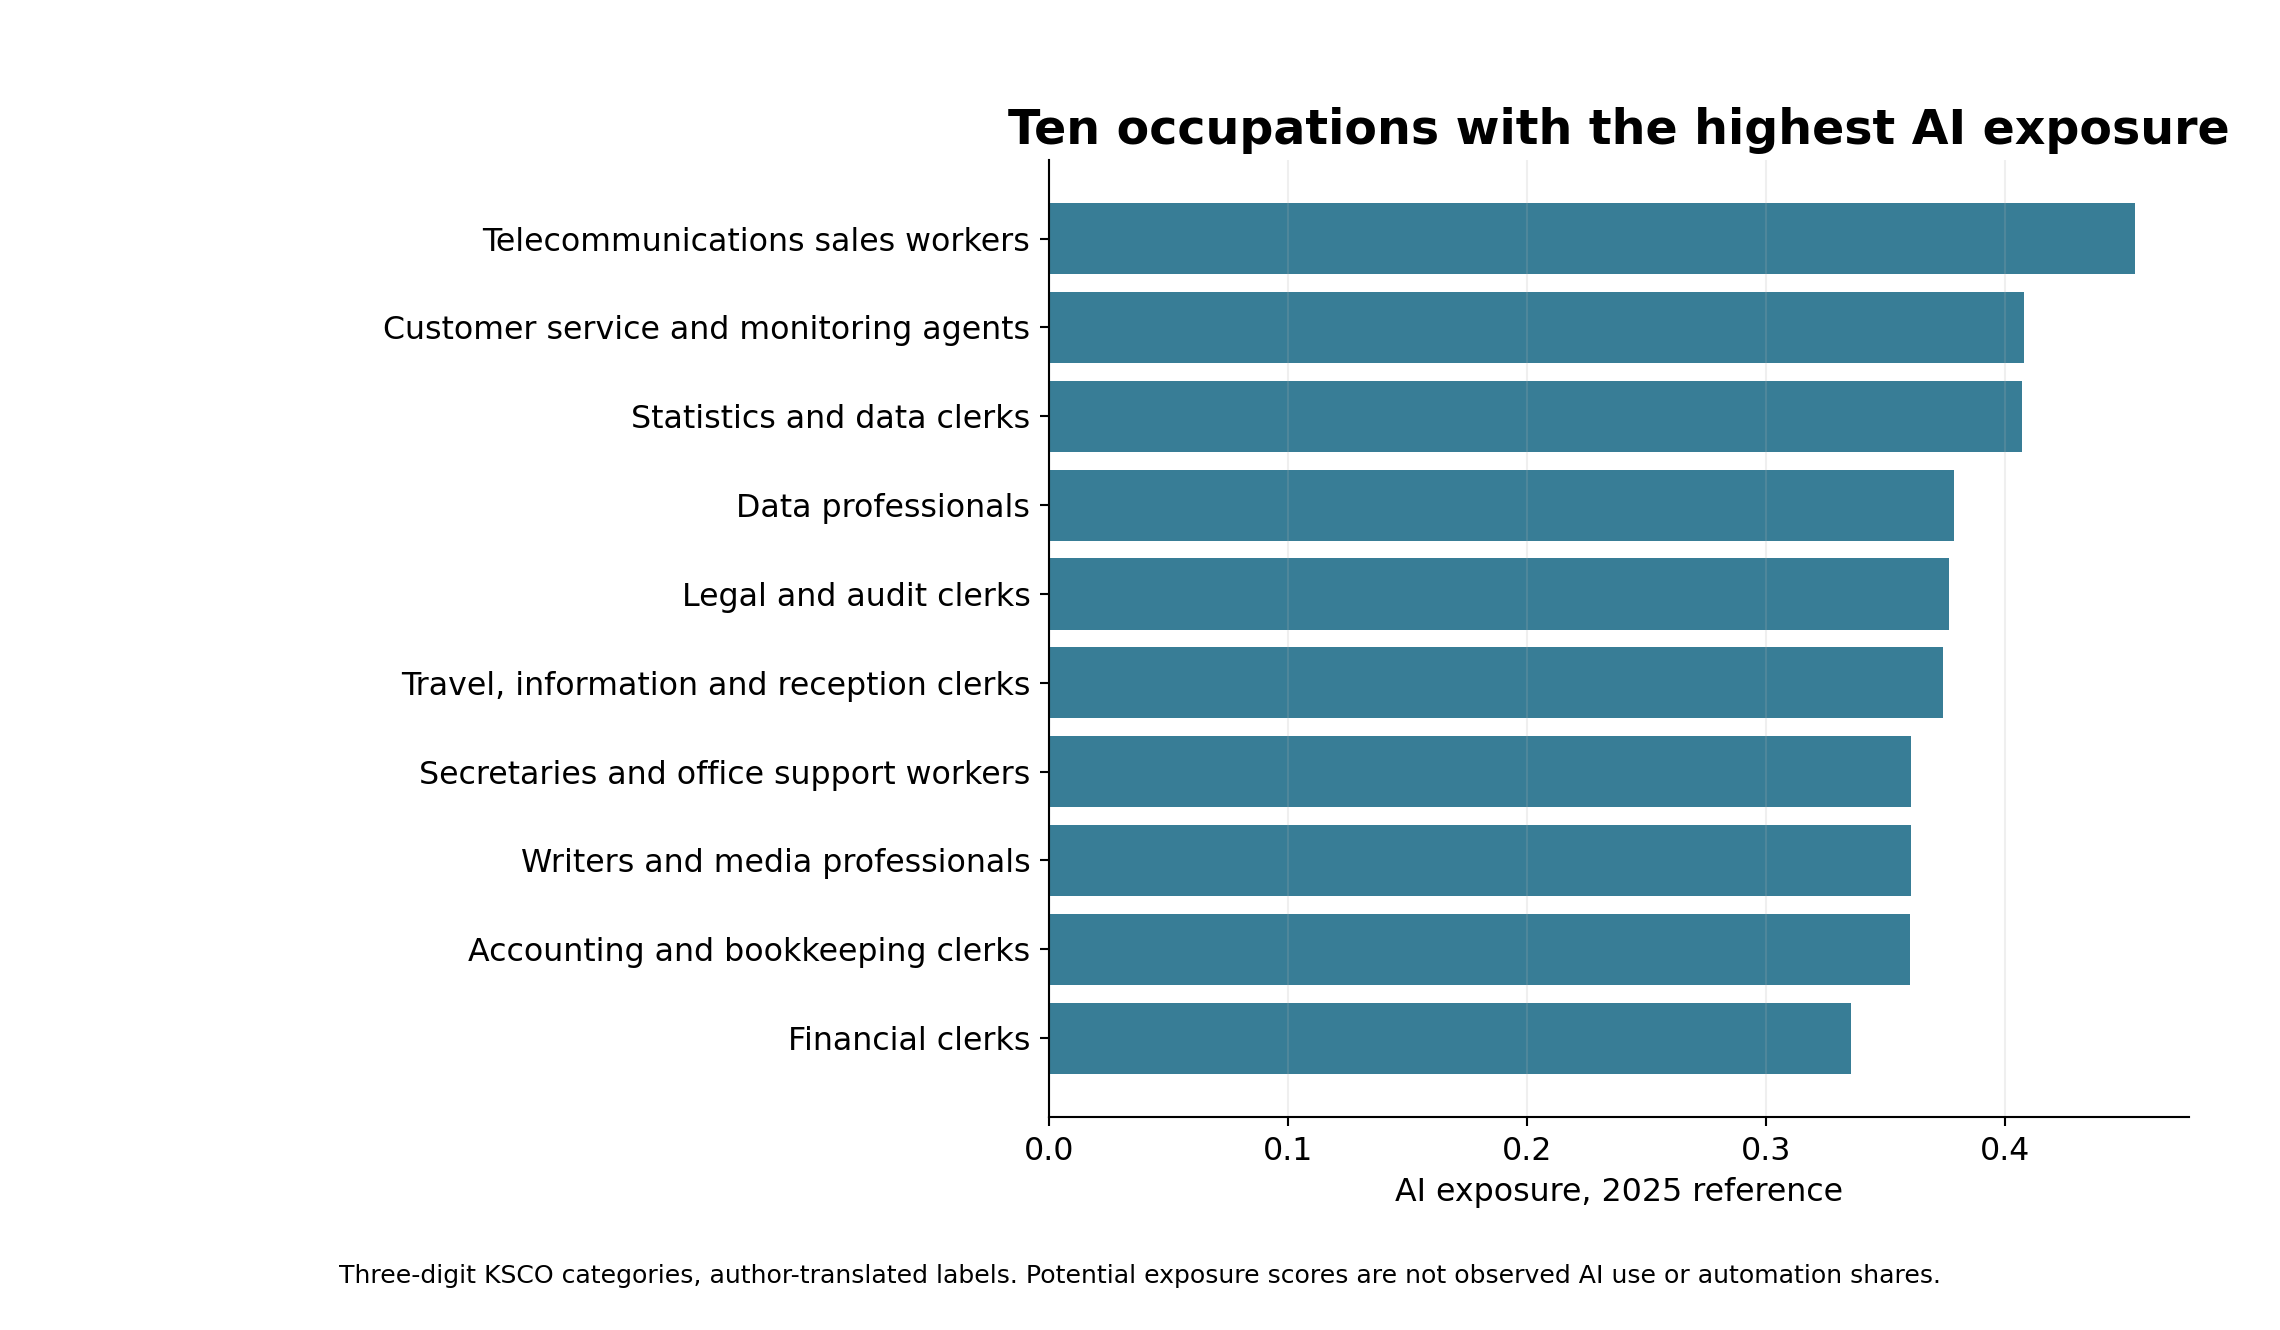 Ten occupations with the highest AI exposure
Telecommunications sales workers
Customer service and monitoring agents
Statistics and data clerks
Data professionals
Legal and audit clerks
Travel, information and reception clerks
Secretaries and office support workers
Writers and media professionals
Accounting and bookkeeping clerks
Financial clerks
0.0 0.1 0.2 0.3 0.4
AI exposure, 2025 reference
Three-digit KSCO categories, author-translated labels. Potential exposure scores are not observed AI use or automation shares.